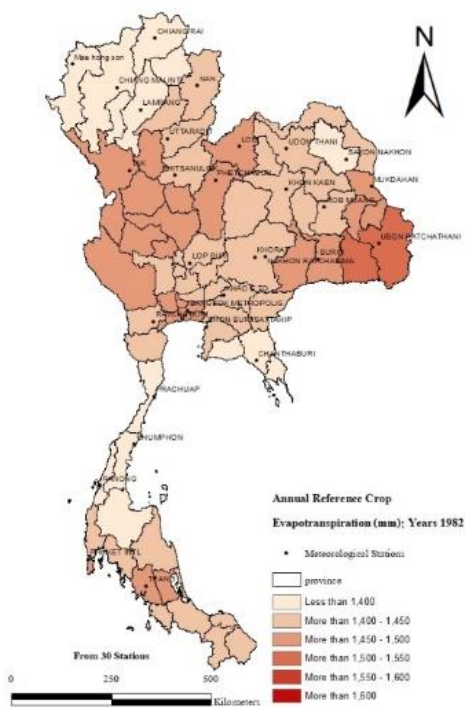 CHIANG RAI
N
Mae hong son
CHIANG MAI INTL
NAN
LAMPANG
UTTARADIT
UDON THANI
SAKON NAKHON
MUKDAHAN
KHON KAEN
UBON RATCHATHANI
LOP BURI
KHORAT
NAKHON RATCHASIMA
METROPOLIS
CHANTHABURI
PRACHUAP
CHUMPHON
RANONG
TRANG
Annual Reference Crop
Evapotranspiration (mm); Years 1982
Meteorological Stations
province
Less than 1,400
More than 1,400 - 1,450
More than 1,450 - 1,500
More than 1,500 - 1,550
More than 1,550 - 1,600
More than 1,600
From 30 Stations
0 250 500
Kilometers